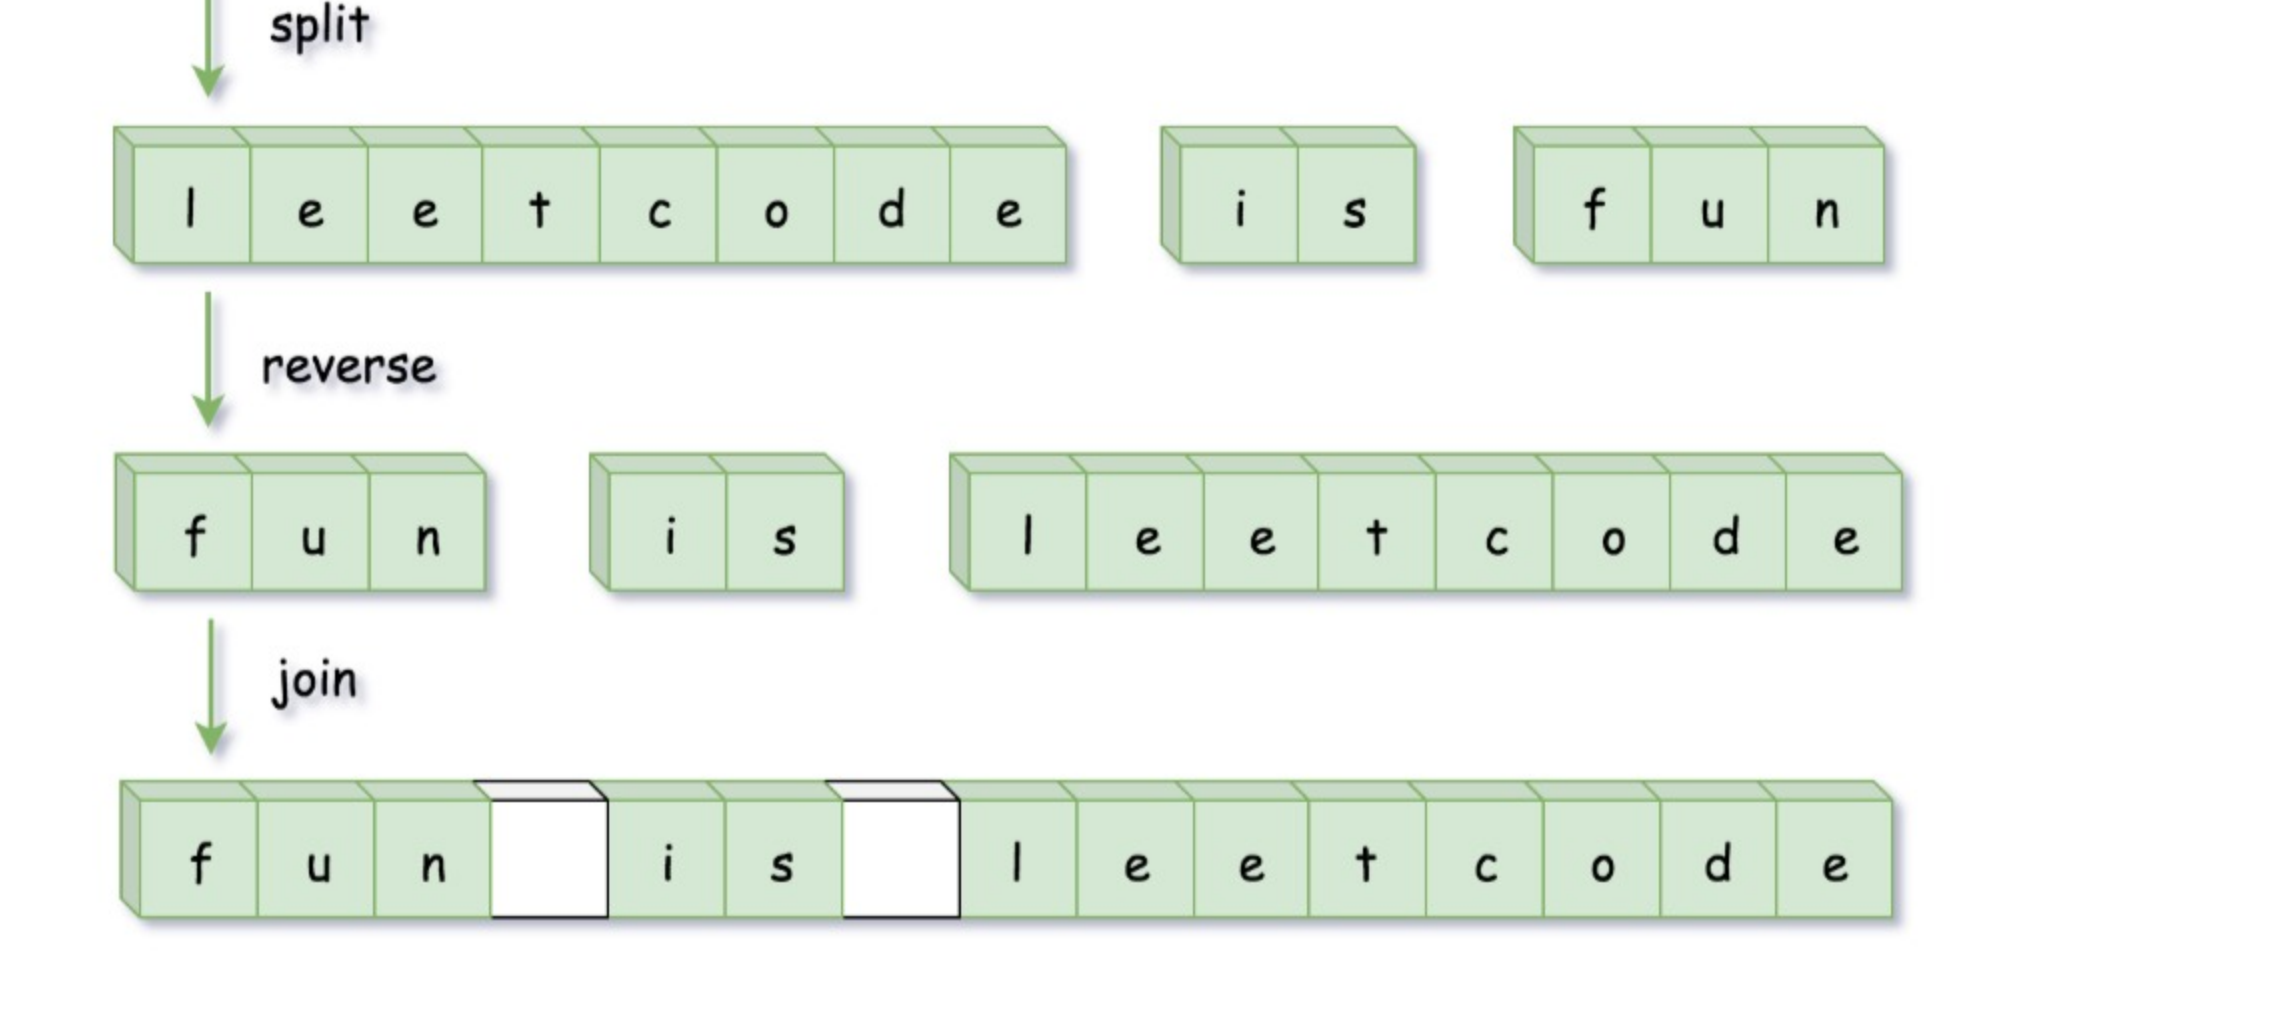 split
l e e t c o d e i s f u n
reverse
f u n i s l e e t c o d e
join
f u n i s l e e t c o d e